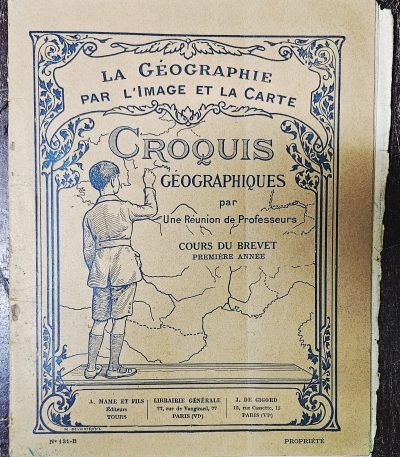 LA GÉOGRAPHIE
PAR L'IMAGE ET LA CARTE
CROQUIS
GÉOGRAPHIQUES
par
Une Réunion de Professeurs
COURS DU BREVET
PREMIÈRE ANNÉE
A. MAME ET FILS
Éditeurs
TOURS
LIBRAIRIE GÉNÉRALE
77, rue de Vaugirard, 77
PARIS (VIe)
J. DE GIGORD
15, rue Cassette, 15
PARIS (VIe)
No 131-B
PROPRIÉTÉ